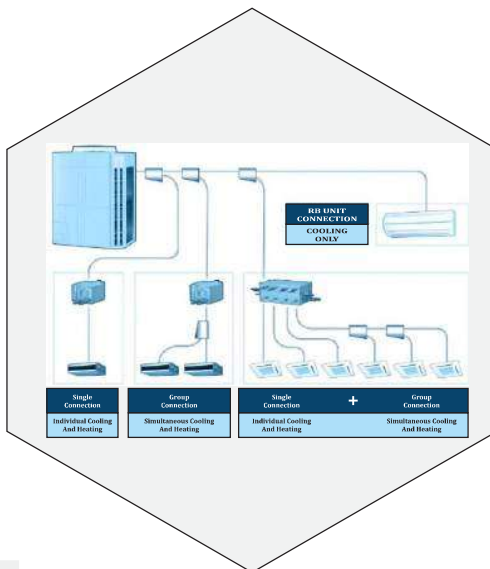 RB UNIT
CONNECTION
COOLING
ONLY
Single
Connection
Individual Cooling
And Heating
Group
Connection
Simultaneous Cooling
And Heating
Single
Connection
+
Group
Connection
Individual Cooling
And Heating
Simultaneous Cooling
And Heating